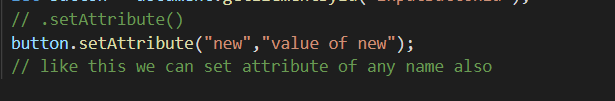 // .setAttribute()
button.setAttribute("new","value of new");
// like this we can set attribute of any name also